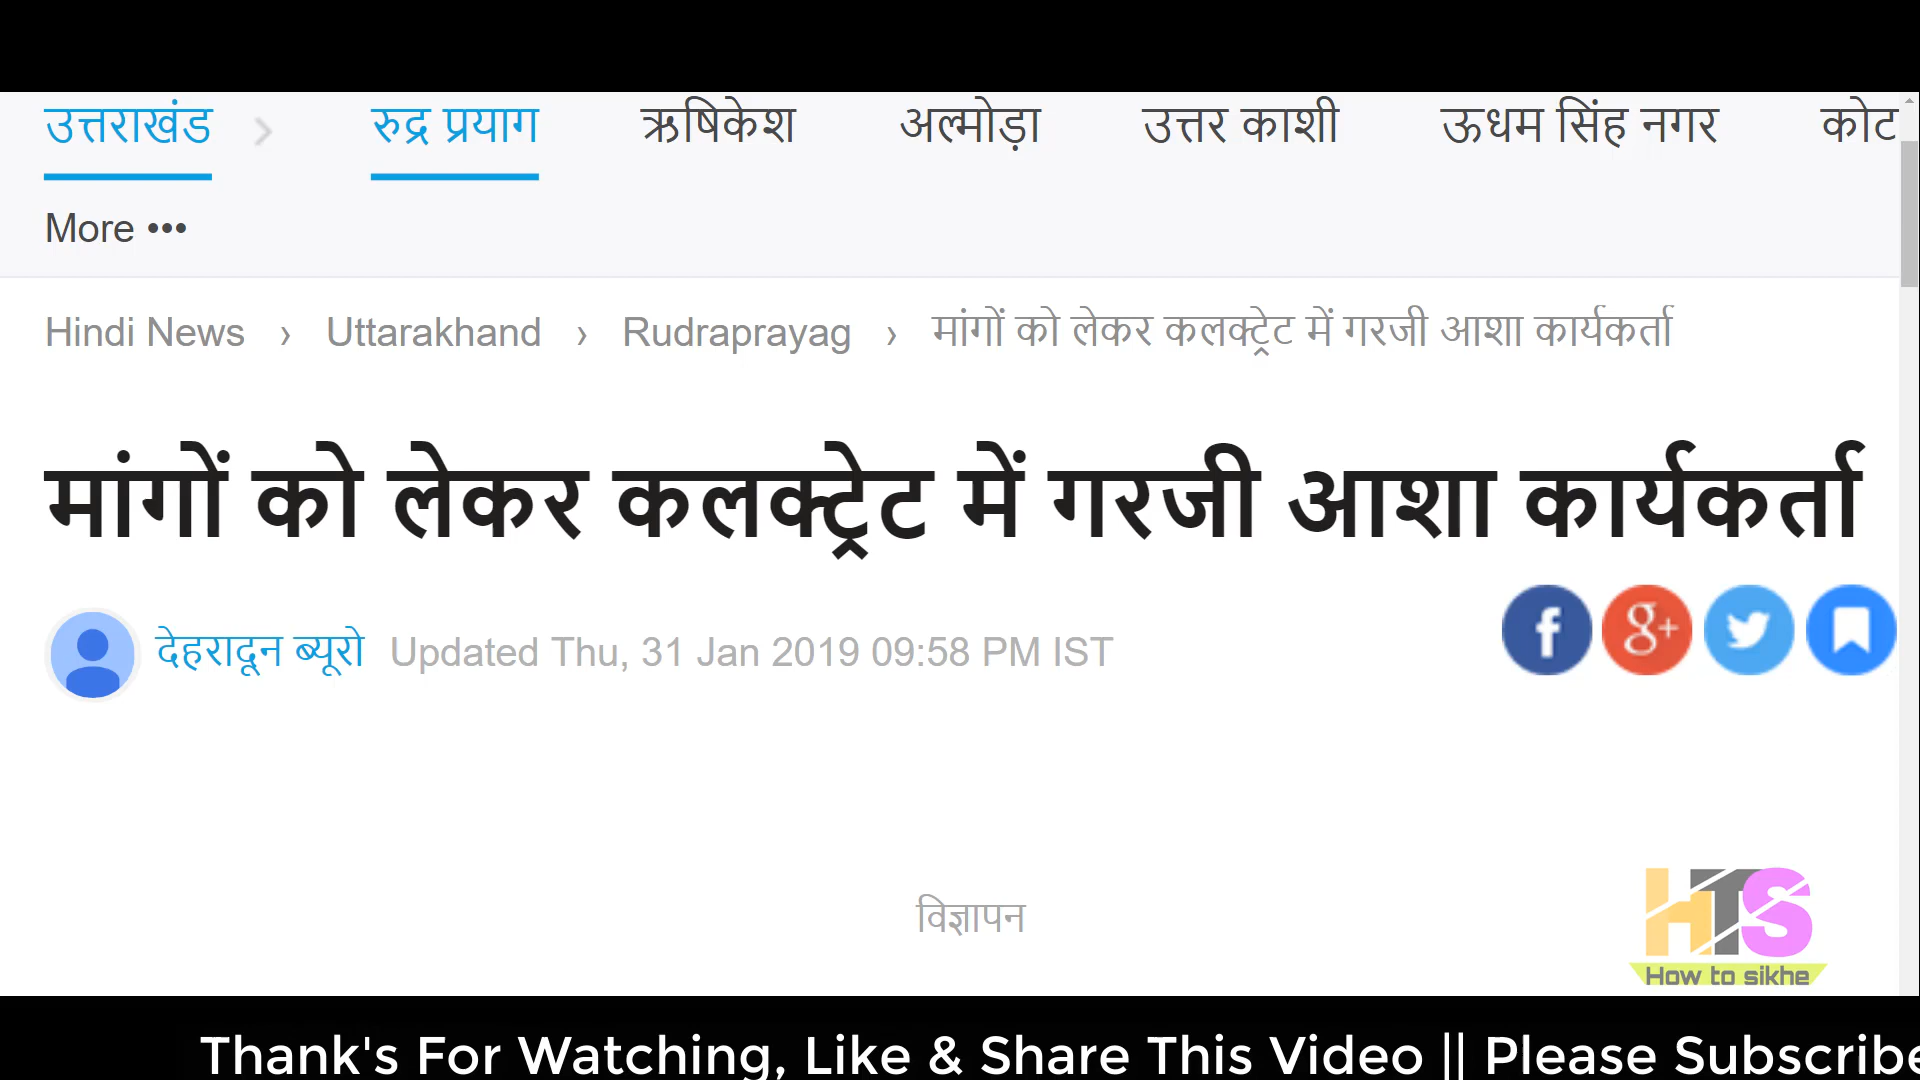 उत्तराखंड › रुद्र प्रयाग ऋषिकेश अल्मोड़ा उत्तर काशी ऊधम सिंह नगर कोट
More •••
Hindi News › Uttarakhand › Rudraprayag › मांगों को लेकर कलक्ट्रेट में गरजी आशा कार्यकर्ता
मांगों को लेकर कलक्ट्रेट में गरजी आशा कार्यकर्ता
देहरादून ब्यूरो Updated Thu, 31 Jan 2019 09:58 PM IST
विज्ञापन
HTS
How to sikhe
Thank's For Watching, Like & Share This Video || Please Subscribe